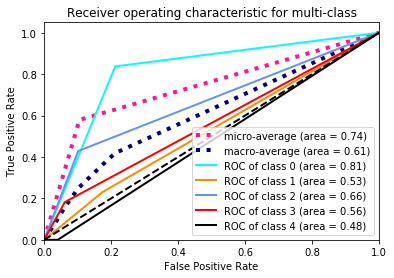 Receiver operating characteristic for multi-class
True Positive Rate
1.0
0.8
0.6
0.4
0.2
0.0
micro-average (area = 0.74)
macro-average (area = 0.61)
ROC of class 0 (area = 0.81)
ROC of class 1 (area = 0.53)
ROC of class 2 (area = 0.66)
ROC of class 3 (area = 0.56)
ROC of class 4 (area = 0.48)
0.0 0.2 0.4 0.6 0.8 1.0
False Positive Rate